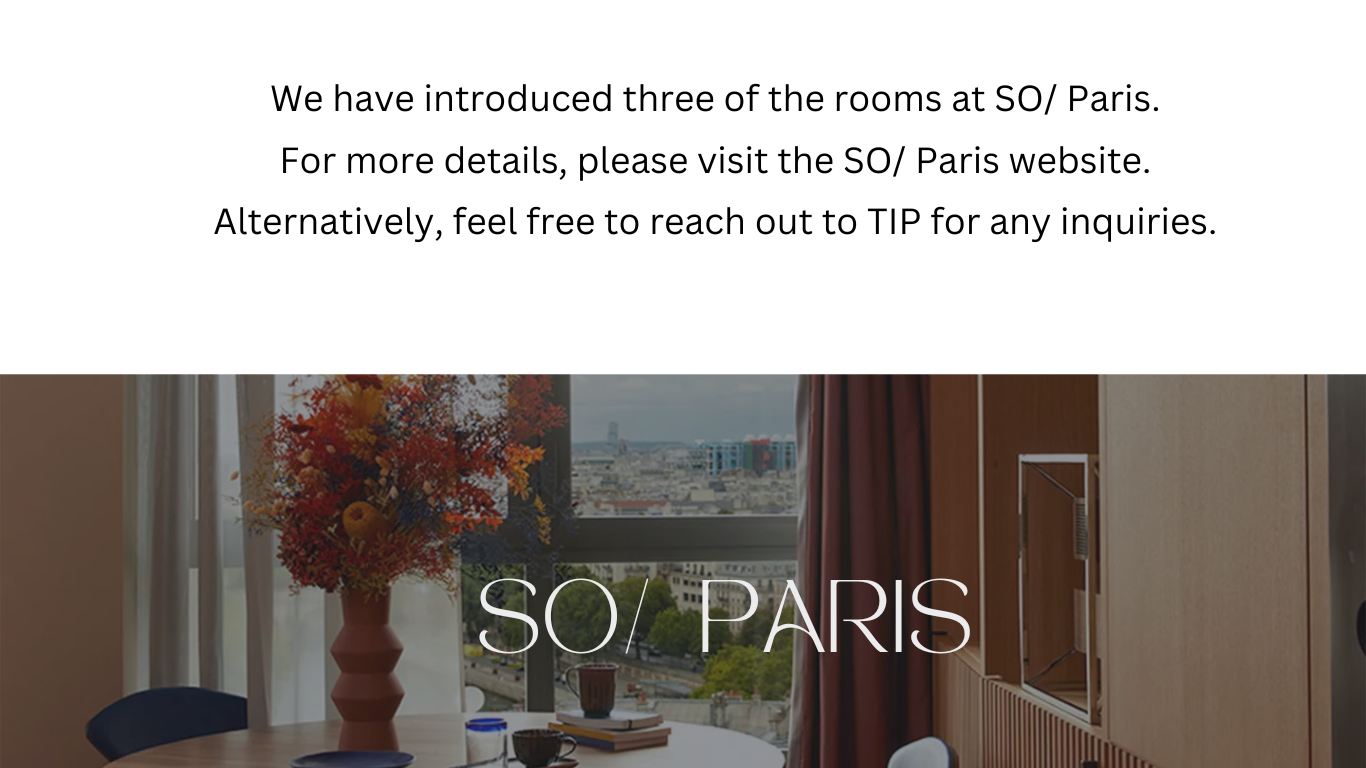 We have introduced three of the rooms at SO/ Paris.
For more details, please visit the SO/ Paris website.
Alternatively, feel free to reach out to TIP for any inquiries.
SO/ PARIS